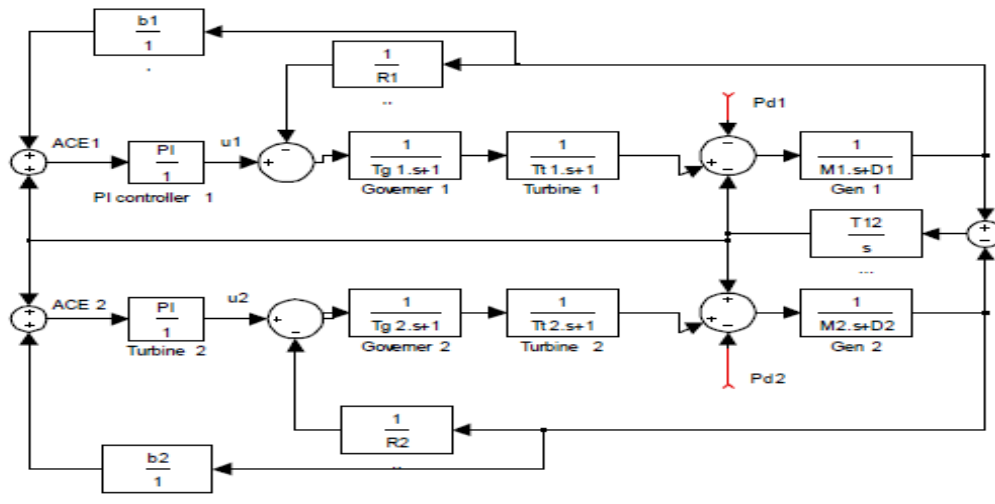 b1
1
.
1
R1
..
Pd1
ACE1
PI
1
PI controller 1
u1
1
Tg 1.s+1
Governer 1
1
Tt 1.s+1
Turbine 1
1
M1.s+D1
Gen 1
T12
s
...
ACE 2
PI
1
Turbine 2
u2
1
Tg 2.s+1
Governer 2
1
Tt 2.s+1
Turbine 2
1
M2.s+D2
Gen 2
Pd2
1
R2
..
b2
1